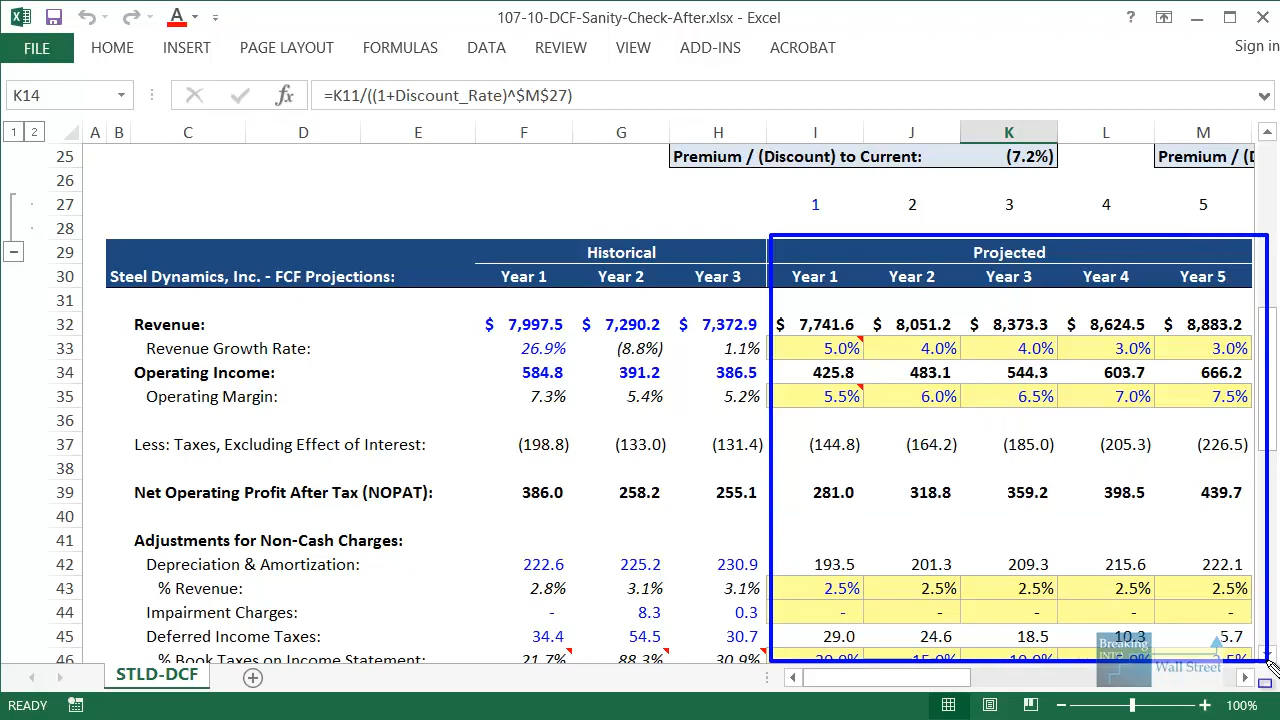 107-10-DCF-Sanity-Check-After.xlsx - Excel
FILE HOME INSERT PAGE LAYOUT FORMULAS DATA REVIEW VIEW ADD-INS ACROBAT Sign in
K14 fx =K11/((1+Discount_Rate)^$M$27)
1 2 A B C D E F G H I J K L M
25 Premium / (Discount) to Current: (7.2%) Premium / (D
26
27 1 2 3 4 5
28
29 Historical Projected
30 Steel Dynamics, Inc. - FCF Projections: Year 1 Year 2 Year 3 Year 1 Year 2 Year 3 Year 4 Year 5
31
32 Revenue: $ 7,997.5 $ 7,290.2 $ 7,372.9 $ 7,741.6 $ 8,051.2 $ 8,373.3 $ 8,624.5 $ 8,883.2
33 Revenue Growth Rate: 26.9% (8.8%) 1.1% 5.0% 4.0% 4.0% 3.0% 3.0%
34 Operating Income: 584.8 391.2 386.5 425.8 483.1 544.3 603.7 666.2
35 Operating Margin: 7.3% 5.4% 5.2% 5.5% 6.0% 6.5% 7.0% 7.5%
36
37 Less: Taxes, Excluding Effect of Interest: (198.8) (133.0) (131.4) (144.8) (164.2) (185.0) (205.3) (226.5)
38
39 Net Operating Profit After Tax (NOPAT): 386.0 258.2 255.1 281.0 318.8 359.2 398.5 439.7
40
41 Adjustments for Non-Cash Charges:
42 Depreciation & Amortization: 222.6 225.2 230.9 193.5 201.3 209.3 215.6 222.1
43 % Revenue: 2.8% 3.1% 3.1% 2.5% 2.5% 2.5% 2.5% 2.5%
44 Impairment Charges: - 8.3 0.3 - - - - -
45 Deferred Income Taxes: 34.4 54.5 30.7 29.0 24.6 18.5 10.3 5.7
46 % Book Taxes on Income Statement: 21.7% 88.3% 30.9%
Breaking
INTO
Wall Street
STLD-DCF
READY 100%